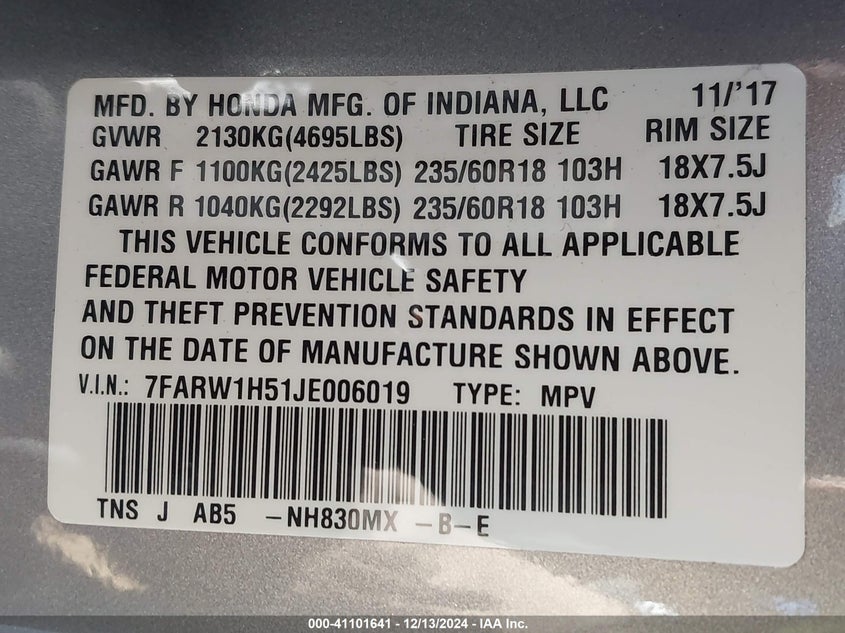 MFD. BY HONDA MFG. OF INDIANA, LLC 11/'17
GVWR 2130KG(4695LBS) TIRE SIZE RIM SIZE
GAWR F 1100KG(2425LBS) 235/60R18 103H 18X7.5J
GAWR R 1040KG(2292LBS) 235/60R18 103H 18X7.5J
THIS VEHICLE CONFORMS TO ALL APPLICABLE
FEDERAL MOTOR VEHICLE SAFETY
AND THEFT PREVENTION STANDARDS IN EFFECT
ON THE DATE OF MANUFACTURE SHOWN ABOVE.
V.I.N.: 7FARW1H51JE006019 TYPE: MPV
TNS J AB5 -NH830MX -B-E
000-41101641 - 12/13/2024 - IAA Inc.